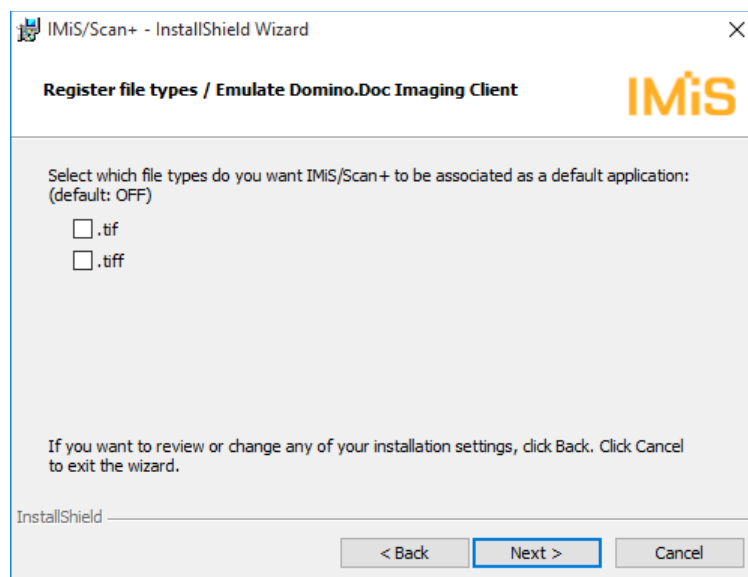 IMiS/Scan+ - InstallShield Wizard
Register file types / Emulate Domino.Doc Imaging Client
IMiS
Select which file types do you want IMiS/Scan+ to be associated as a default application:
(default: OFF)
.tif
.tiff
If you want to review or change any of your installation settings, click Back. Click Cancel
to exit the wizard.
InstallShield
< Back
Next >
Cancel